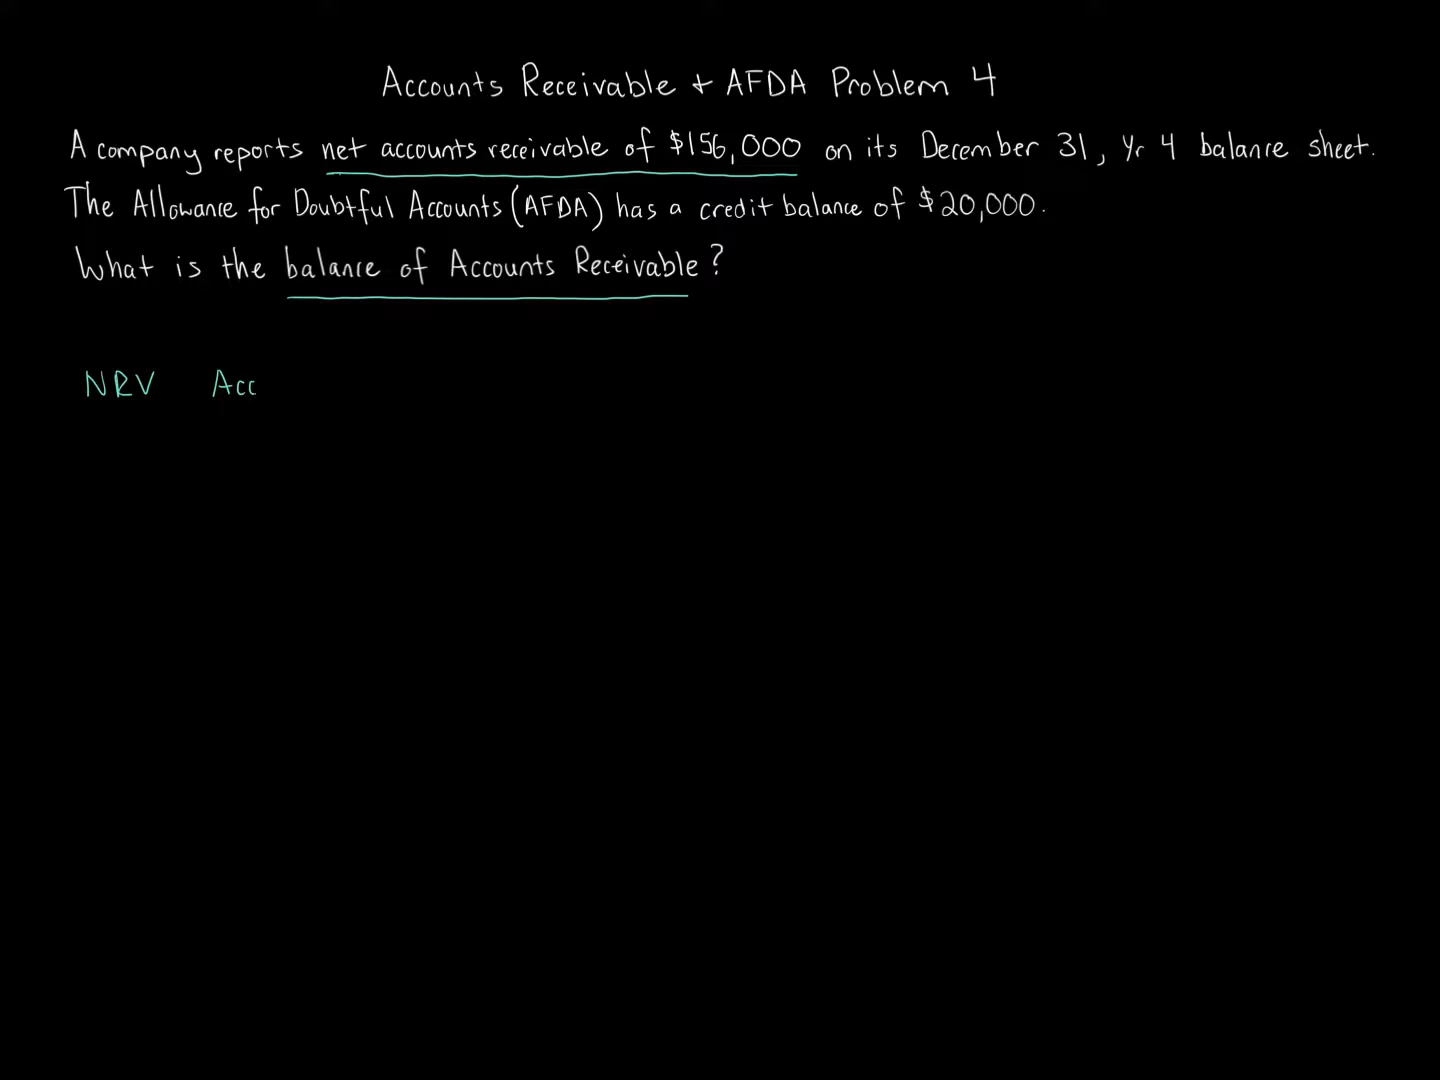 Accounts Receivable + AFDA Problem 4
A company reports net accounts receivable of $156,000 on its December 31, Yr 4 balance sheet.
The Allowance for Doubtful Accounts (AFDA) has a credit balance of $20,000.
What is the balance of Accounts Receivable?
NRV Acc